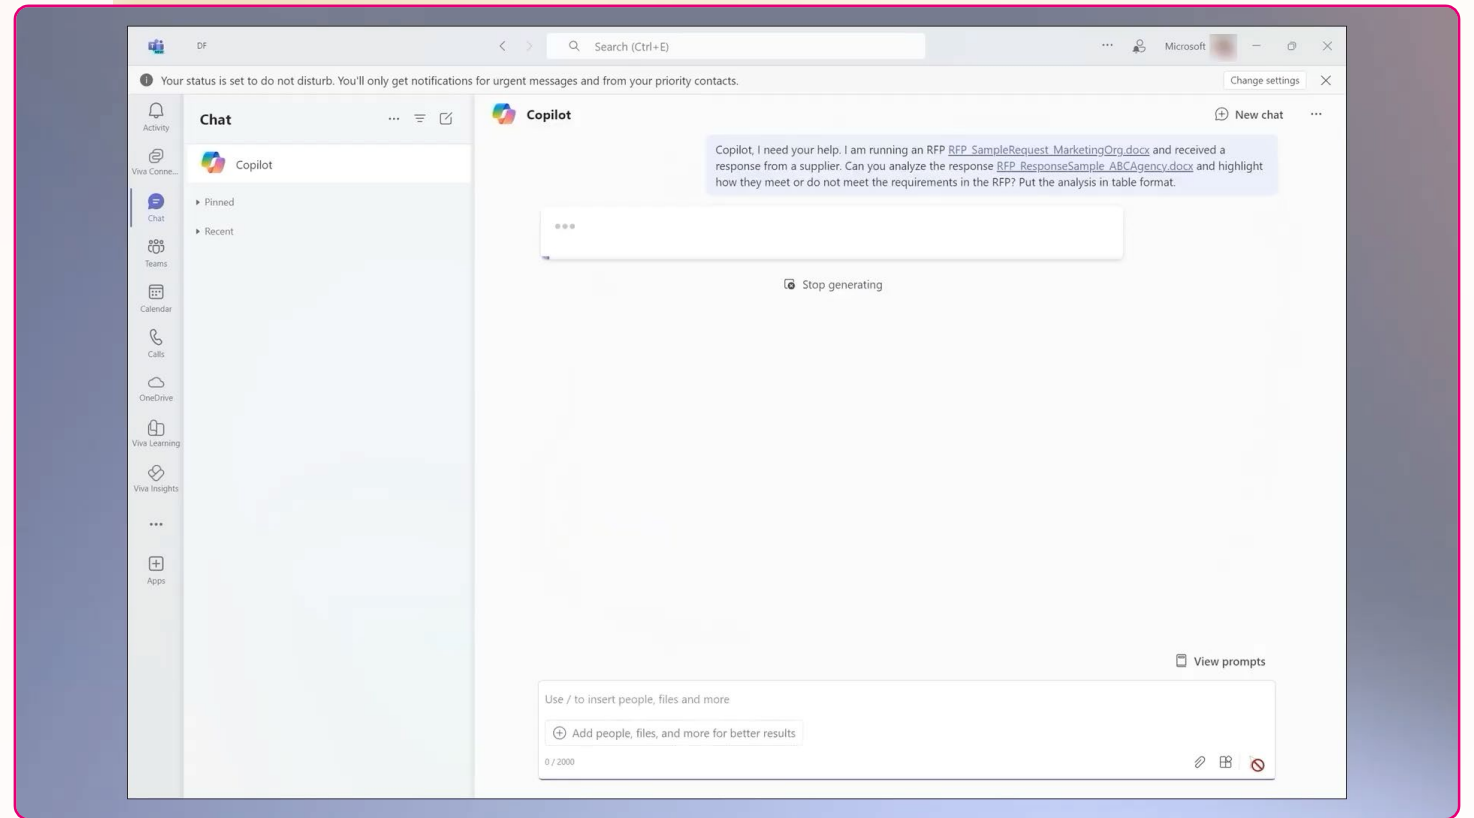 DF
Search (Ctrl+E)
Microsoft
Your status is set to do not disturb. You'll only get notifications for urgent messages and from your priority contacts.
Change settings
Activity
Viva Conne...
Chat
Teams
Calendar
Calls
OneDrive
Viva Learning
Viva Insights
Apps
Chat
Copilot
Pinned
Recent
Copilot
New chat
Copilot, I need your help. I am running an RFP RFP_SampleRequest_MarketingOrg.docx and received a
response from a supplier. Can you analyze the response RFP_ResponseSample_ABCAgency.docx and highlight
how they meet or do not meet the requirements in the RFP? Put the analysis in table format.
Stop generating
View prompts
Use / to insert people, files and more
Add people, files, and more for better results
0 / 2000